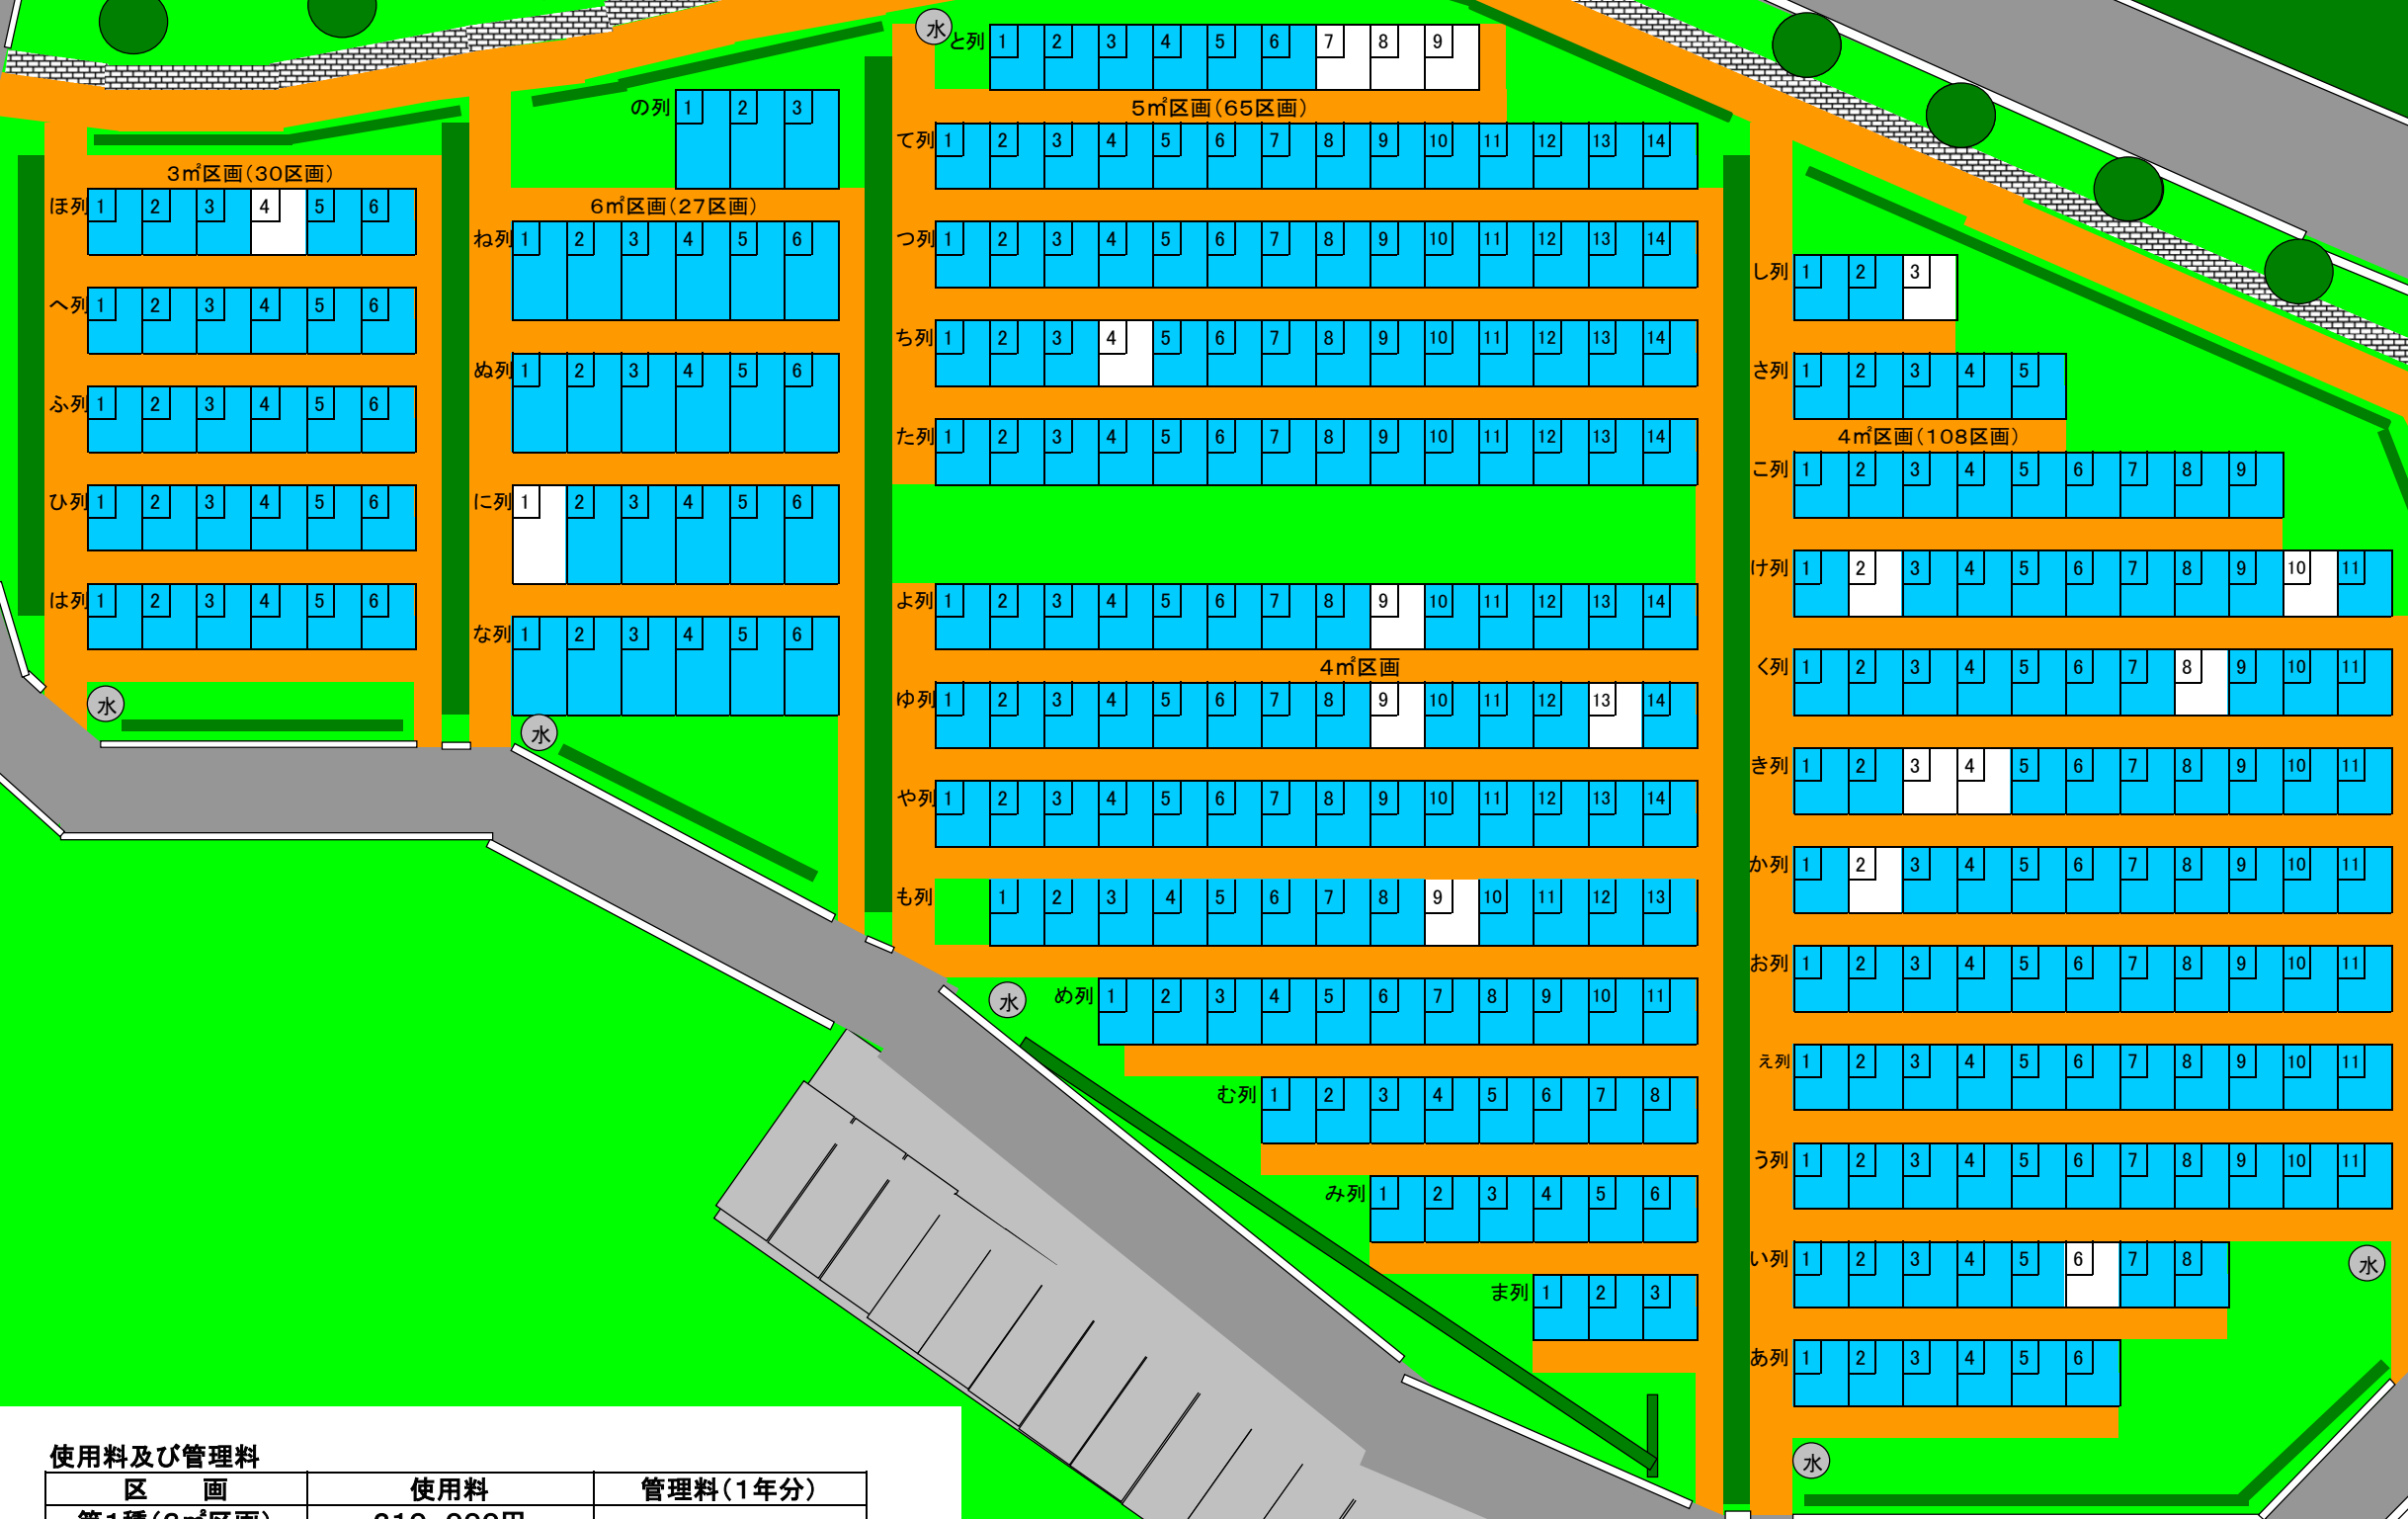 水
と列 1 2 3 4 5 6 7 8 9
5㎡区画(65区画)
の列 1 2 3
て列 1 2 3 4 5 6 7 8 9 10 11 12 13 14
3㎡区画(30区画)
ほ列 1 2 3 4 5 6
6㎡区画(27区画)
ね列 1 2 3 4 5 6
つ列 1 2 3 4 5 6 7 8 9 10 11 12 13 14
し列 1 2 3
へ列 1 2 3 4 5 6
ち列 1 2 3 4 5 6 7 8 9 10 11 12 13 14
ぬ列 1 2 3 4 5 6
さ列 1 2 3 4 5
ふ列 1 2 3 4 5 6
た列 1 2 3 4 5 6 7 8 9 10 11 12 13 14
4㎡区画(108区画)
こ列 1 2 3 4 5 6 7 8 9
ひ列 1 2 3 4 5 6
に列 1 2 3 4 5 6
け列 1 2 3 4 5 6 7 8 9 10 11
は列 1 2 3 4 5 6
よ列 1 2 3 4 5 6 7 8 9 10 11 12 13 14
な列 1 2 3 4 5 6
4㎡区画
く列 1 2 3 4 5 6 7 8 9 10 11
水
ゆ列 1 2 3 4 5 6 7 8 9 10 11 12 13 14
水
き列 1 2 3 4 5 6 7 8 9 10 11
や列 1 2 3 4 5 6 7 8 9 10 11 12 13 14
か列 1 2 3 4 5 6 7 8 9 10 11
も列 1 2 3 4 5 6 7 8 9 10 11 12 13
お列 1 2 3 4 5 6 7 8 9 10 11
水
め列 1 2 3 4 5 6 7 8 9 10 11
え列 1 2 3 4 5 6 7 8 9 10 11
む列 1 2 3 4 5 6 7 8
う列 1 2 3 4 5 6 7 8 9 10 11
み列 1 2 3 4 5 6
い列 1 2 3 4 5 6 7 8
水
ま列 1 2 3
あ列 1 2 3 4 5 6
水
使用料及び管理料
区 画 使用料 管理料(1年分)